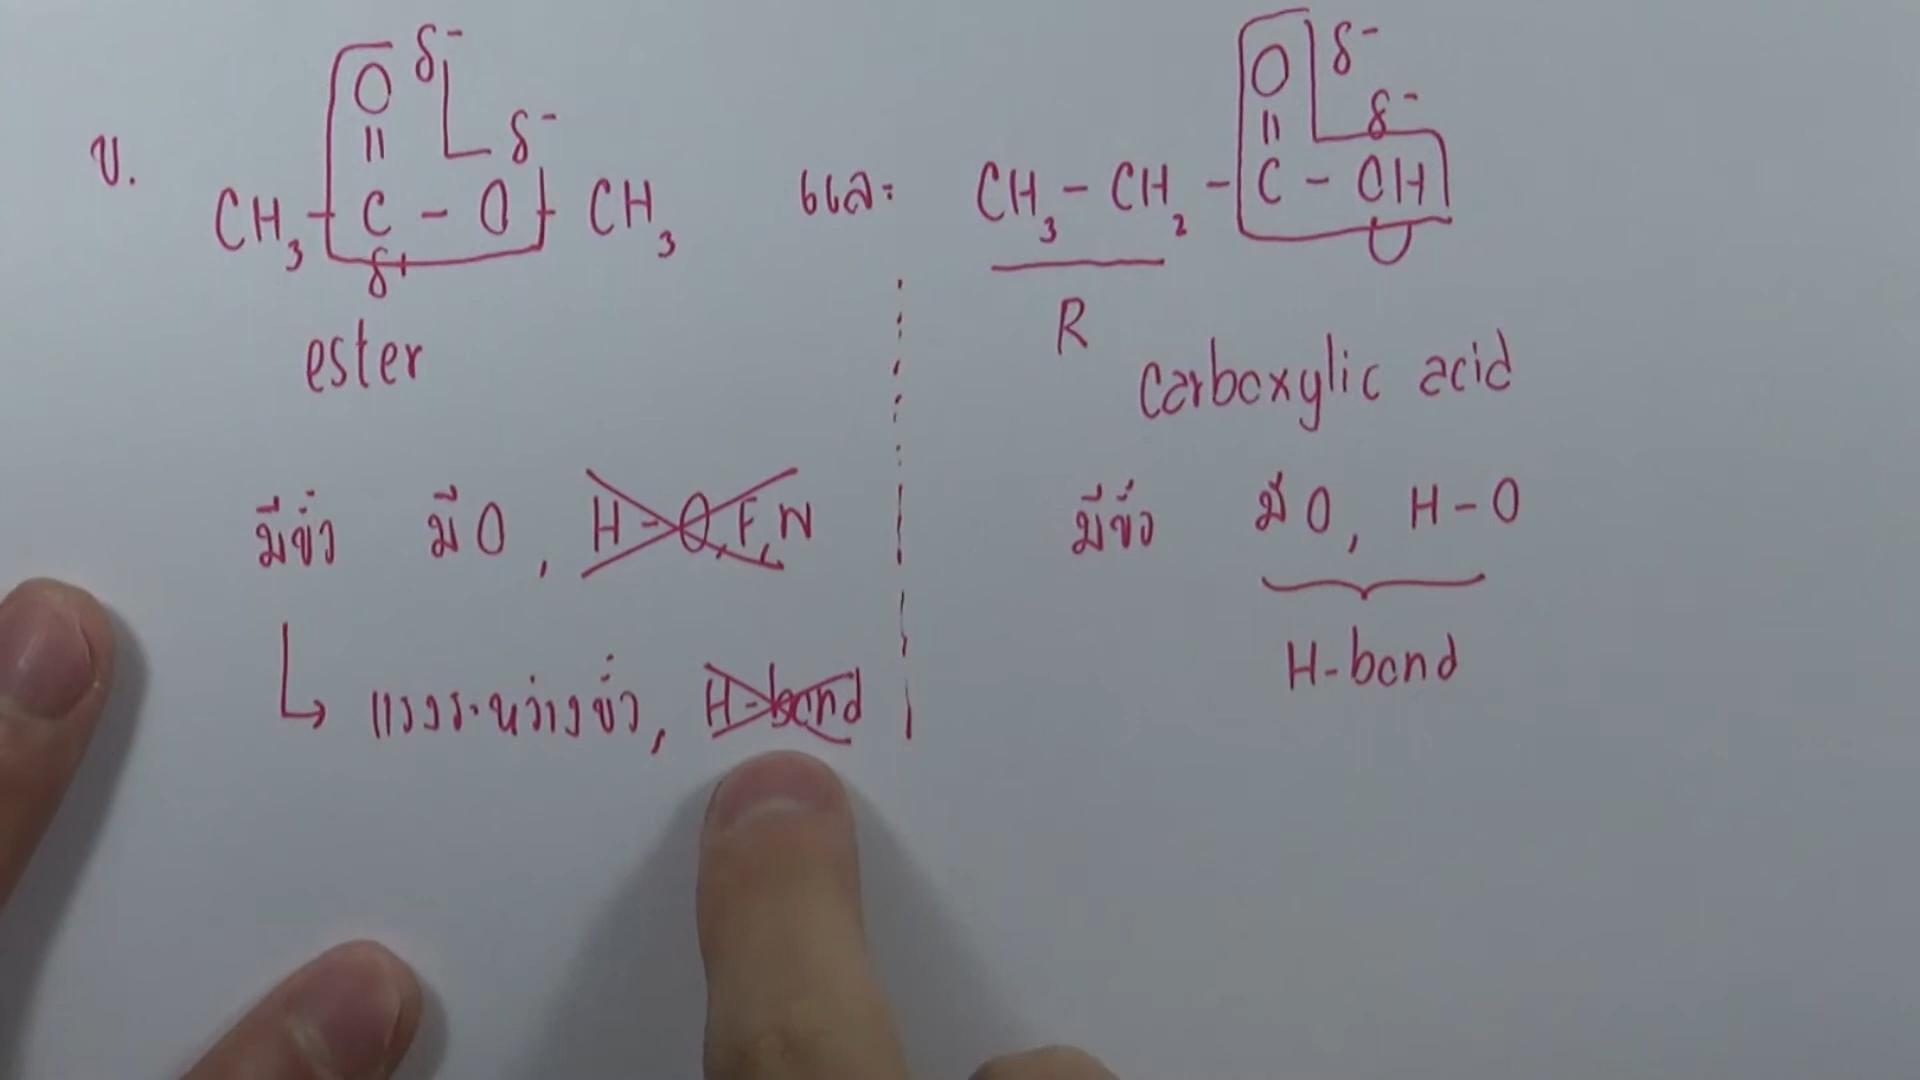 ข.
O δ-
δ-
CH3 - C - O - CH3
δ+
ester
และ
O δ-
δ-
CH3 - CH2 - C - OH
R
carboxylic acid
มีขั้ว มี O, H-O,F,N
แรงระหว่างขั้ว, H-bond
มีขั้ว มี O, H-O
H-bond